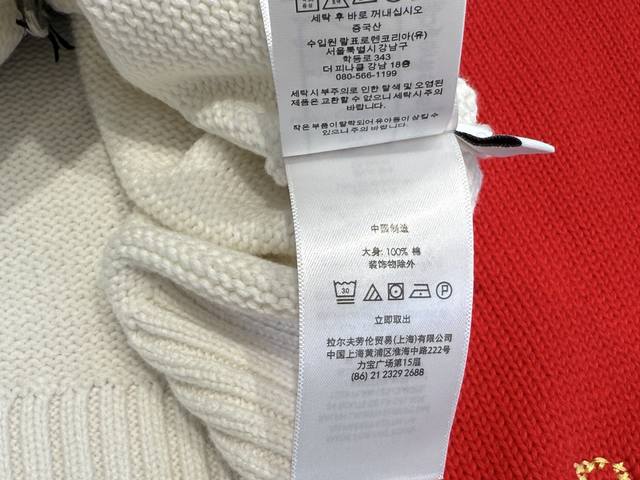 세탁 후 바로 꺼내십시오
중국산
수입원 랄프로렌코리아(유)
서울특별시 강남구
학동로 343
더 피나클 강남 18층
080-566-1199
세탁시 부주의로 인한 탈색 및 오염된
제품은 교환할 수 없으니 세탁시 주의
바랍니다.
작은 부품이 탈락되어 유아들이 삼킬 수
있으니 주의 바랍니다.
中国制造
大身: 100% 棉
装饰物除外
30
P
立即取出
拉尔夫劳伦贸易(上海)有限公司
中国上海黄浦区淮海中路222号
力宝广场第15层
(86) 21 2329 2688